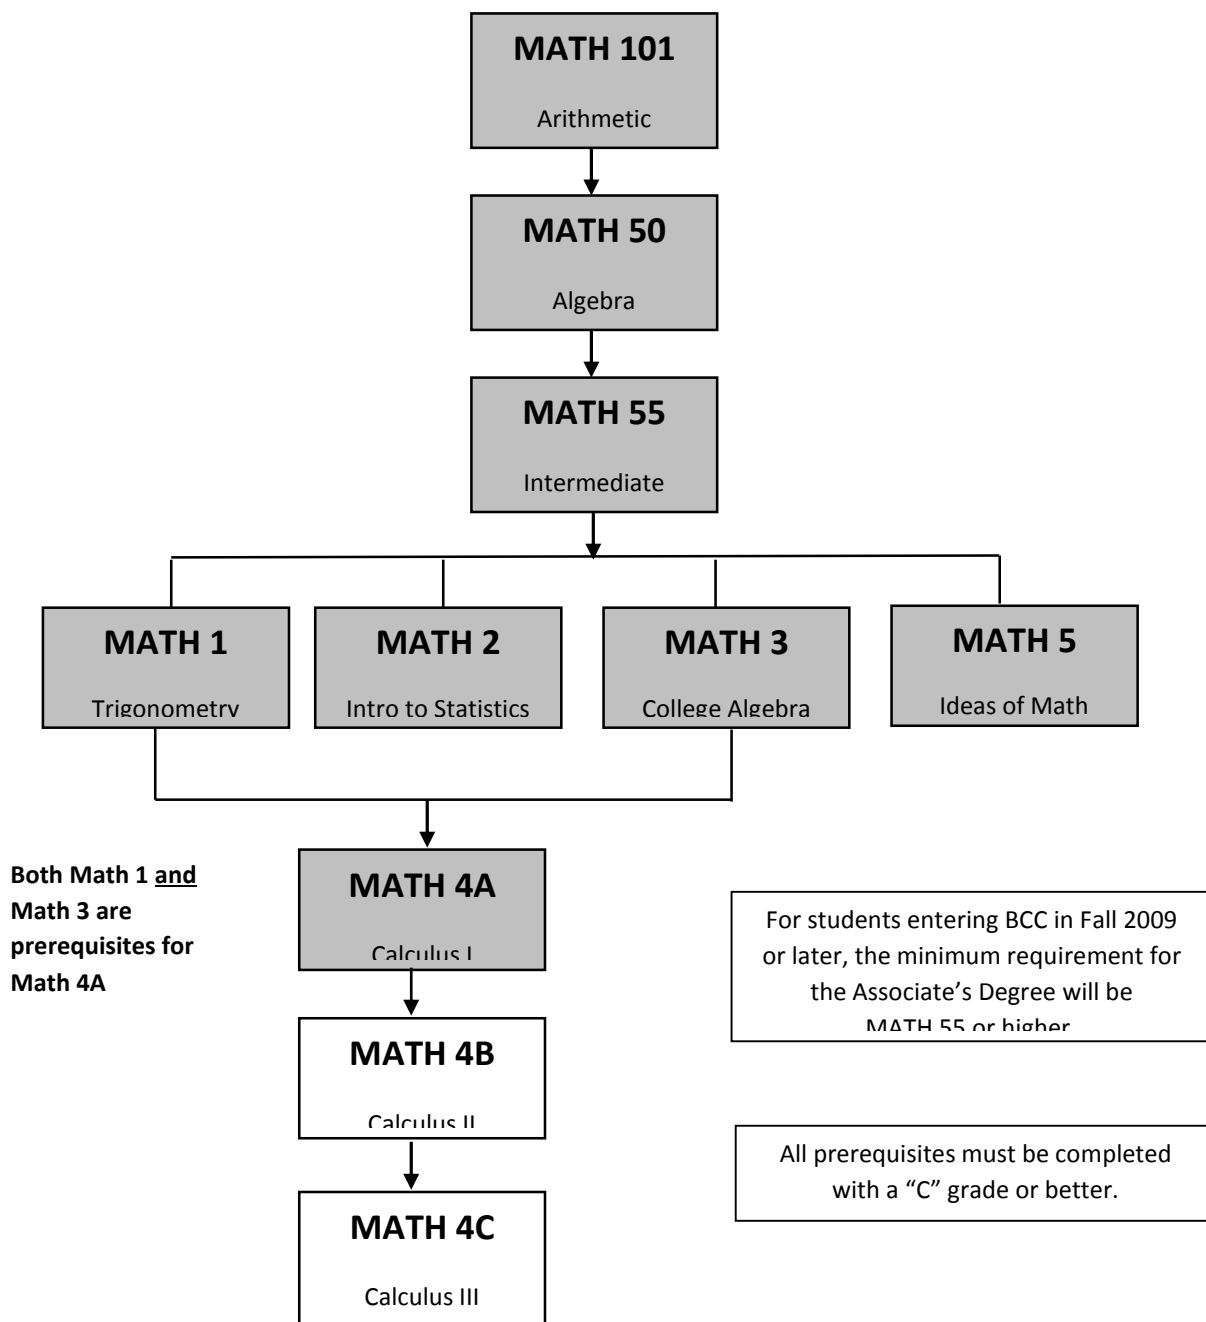 MATH 101
Arithmetic
MATH 50
Algebra
MATH 55
Intermediate
MATH 1
Trigonometry
MATH 2
Intro to Statistics
MATH 3
College Algebra
MATH 5
Ideas of Math
Both Math 1 and
Math 3 are
prerequisites for
Math 4A
MATH 4A
Calculus I
For students entering BCC in Fall 2009
or later, the minimum requirement for
the Associate’s Degree will be
MATH 55 or higher
MATH 4B
Calculus II
All prerequisites must be completed
with a “C” grade or better.
MATH 4C
Calculus III